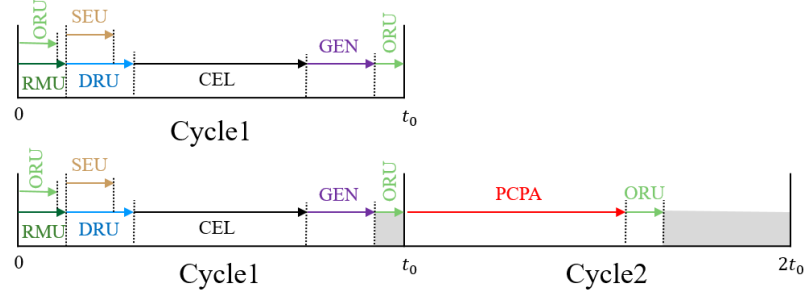 ORU SEU GEN ORU
RMU DRU CEL
0 t₀
Cycle1
ORU SEU GEN ORU PCPA ORU
RMU DRU CEL
0 t₀ 2t₀
Cycle1 Cycle2